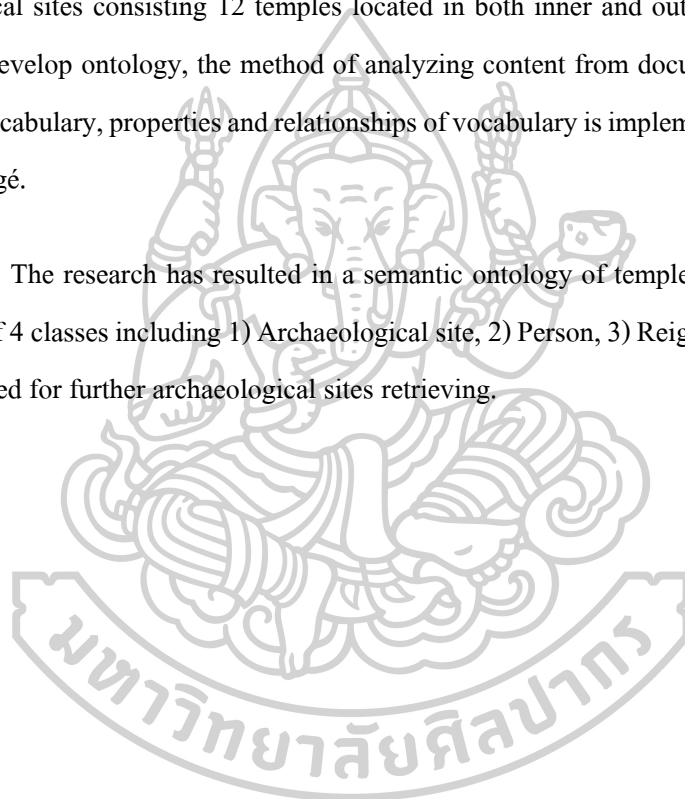 cal sites consisting 12 temples located in both inner and out
evelop ontology, the method of analyzing content from docu
cabulary, properties and relationships of vocabulary is implem
gé.
The research has resulted in a semantic ontology of temple
f 4 classes including 1) Archaeological site, 2) Person, 3) Reig
ed for further archaeological sites retrieving.
มหาวิทยาลัยศิลปากร